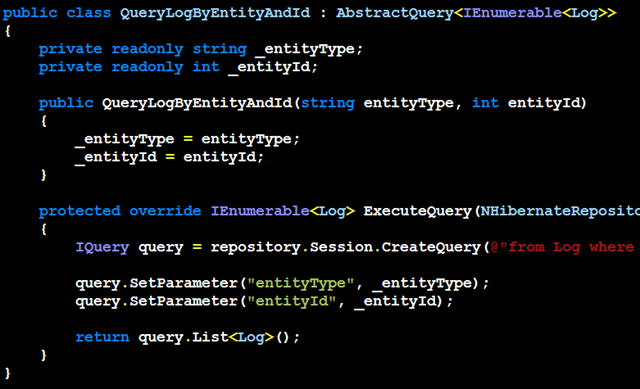 public class QueryLogByEntityAndId : AbstractQuery<IEnumerable<Log>>
{
private readonly string _entityType;
private readonly int _entityId;
public QueryLogByEntityAndId(string entityType, int entityId)
{
_entityType = entityType;
_entityId = entityId;
}
protected override IEnumerable<Log> ExecuteQuery(NHibernateReposito
{
IQuery query = repository.Session.CreateQuery(@"from Log where
query.SetParameter("entityType", _entityType);
query.SetParameter("entityId", _entityId);
return query.List<Log>();
}
}